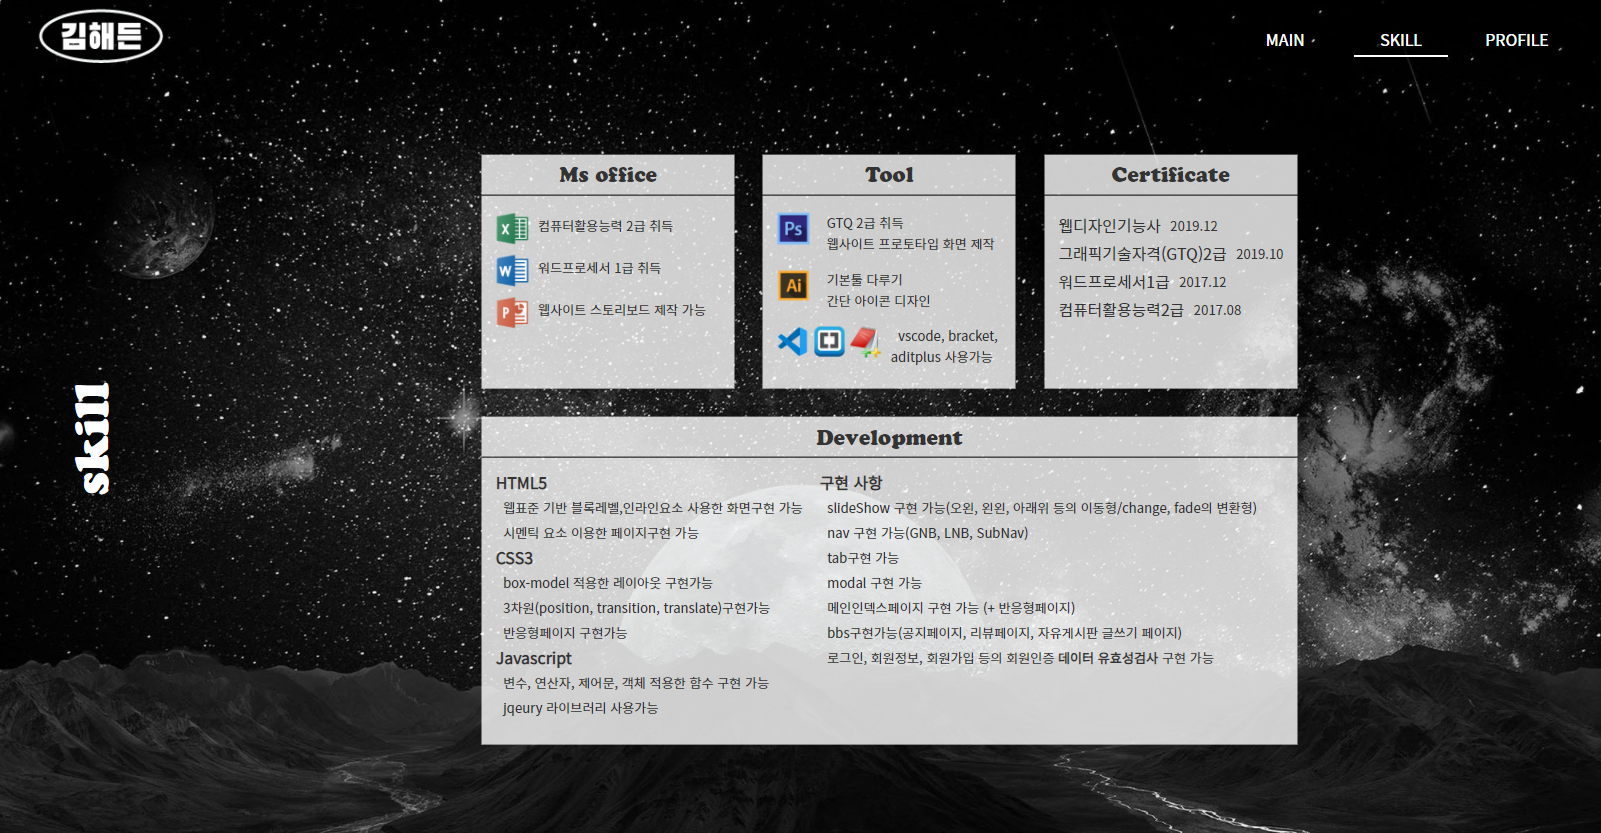 김해튼
MAIN
SKILL
PROFILE
skill
Ms office
컴퓨터활용능력 2급 취득
워드프로세서 1급 취득
웹사이트 스토리보드 제작 가능
Tool
Ps
GTQ 2급 취득
웹사이트 프로토타입 화면 제작
Ai
기본툴 다루기
간단 아이콘 디자인
vscode, bracket,
aditplus 사용가능
Certificate
웹디자인기능사 2019.12
그래픽기술자격(GTQ)2급 2019.10
워드프로세서1급 2017.12
컴퓨터활용능력2급 2017.08
Development
HTML5
웹표준 기반 블록레벨,인라인요소 사용한 화면구현 가능
시멘틱 요소 이용한 페이지구현 가능
CSS3
box-model 적용한 레이아웃 구현가능
3차원(position, transition, translate)구현가능
반응형페이지 구현가능
Javascript
변수, 연산자, 제어문, 객체 적용한 함수 구현 가능
jqeury 라이브러리 사용가능
구현 사항
slideShow 구현 가능(오왼, 왼왼, 아래위 등의 이동형/change, fade의 변환형)
nav 구현 가능(GNB, LNB, SubNav)
tab구현 가능
modal 구현 가능
메인인덱스페이지 구현 가능 (+ 반응형페이지)
bbs구현가능(공지페이지, 리뷰페이지, 자유게시판 글쓰기 페이지)
로그인, 회원정보, 회원가입 등의 회원인증 데이터 유효성검사 구현 가능